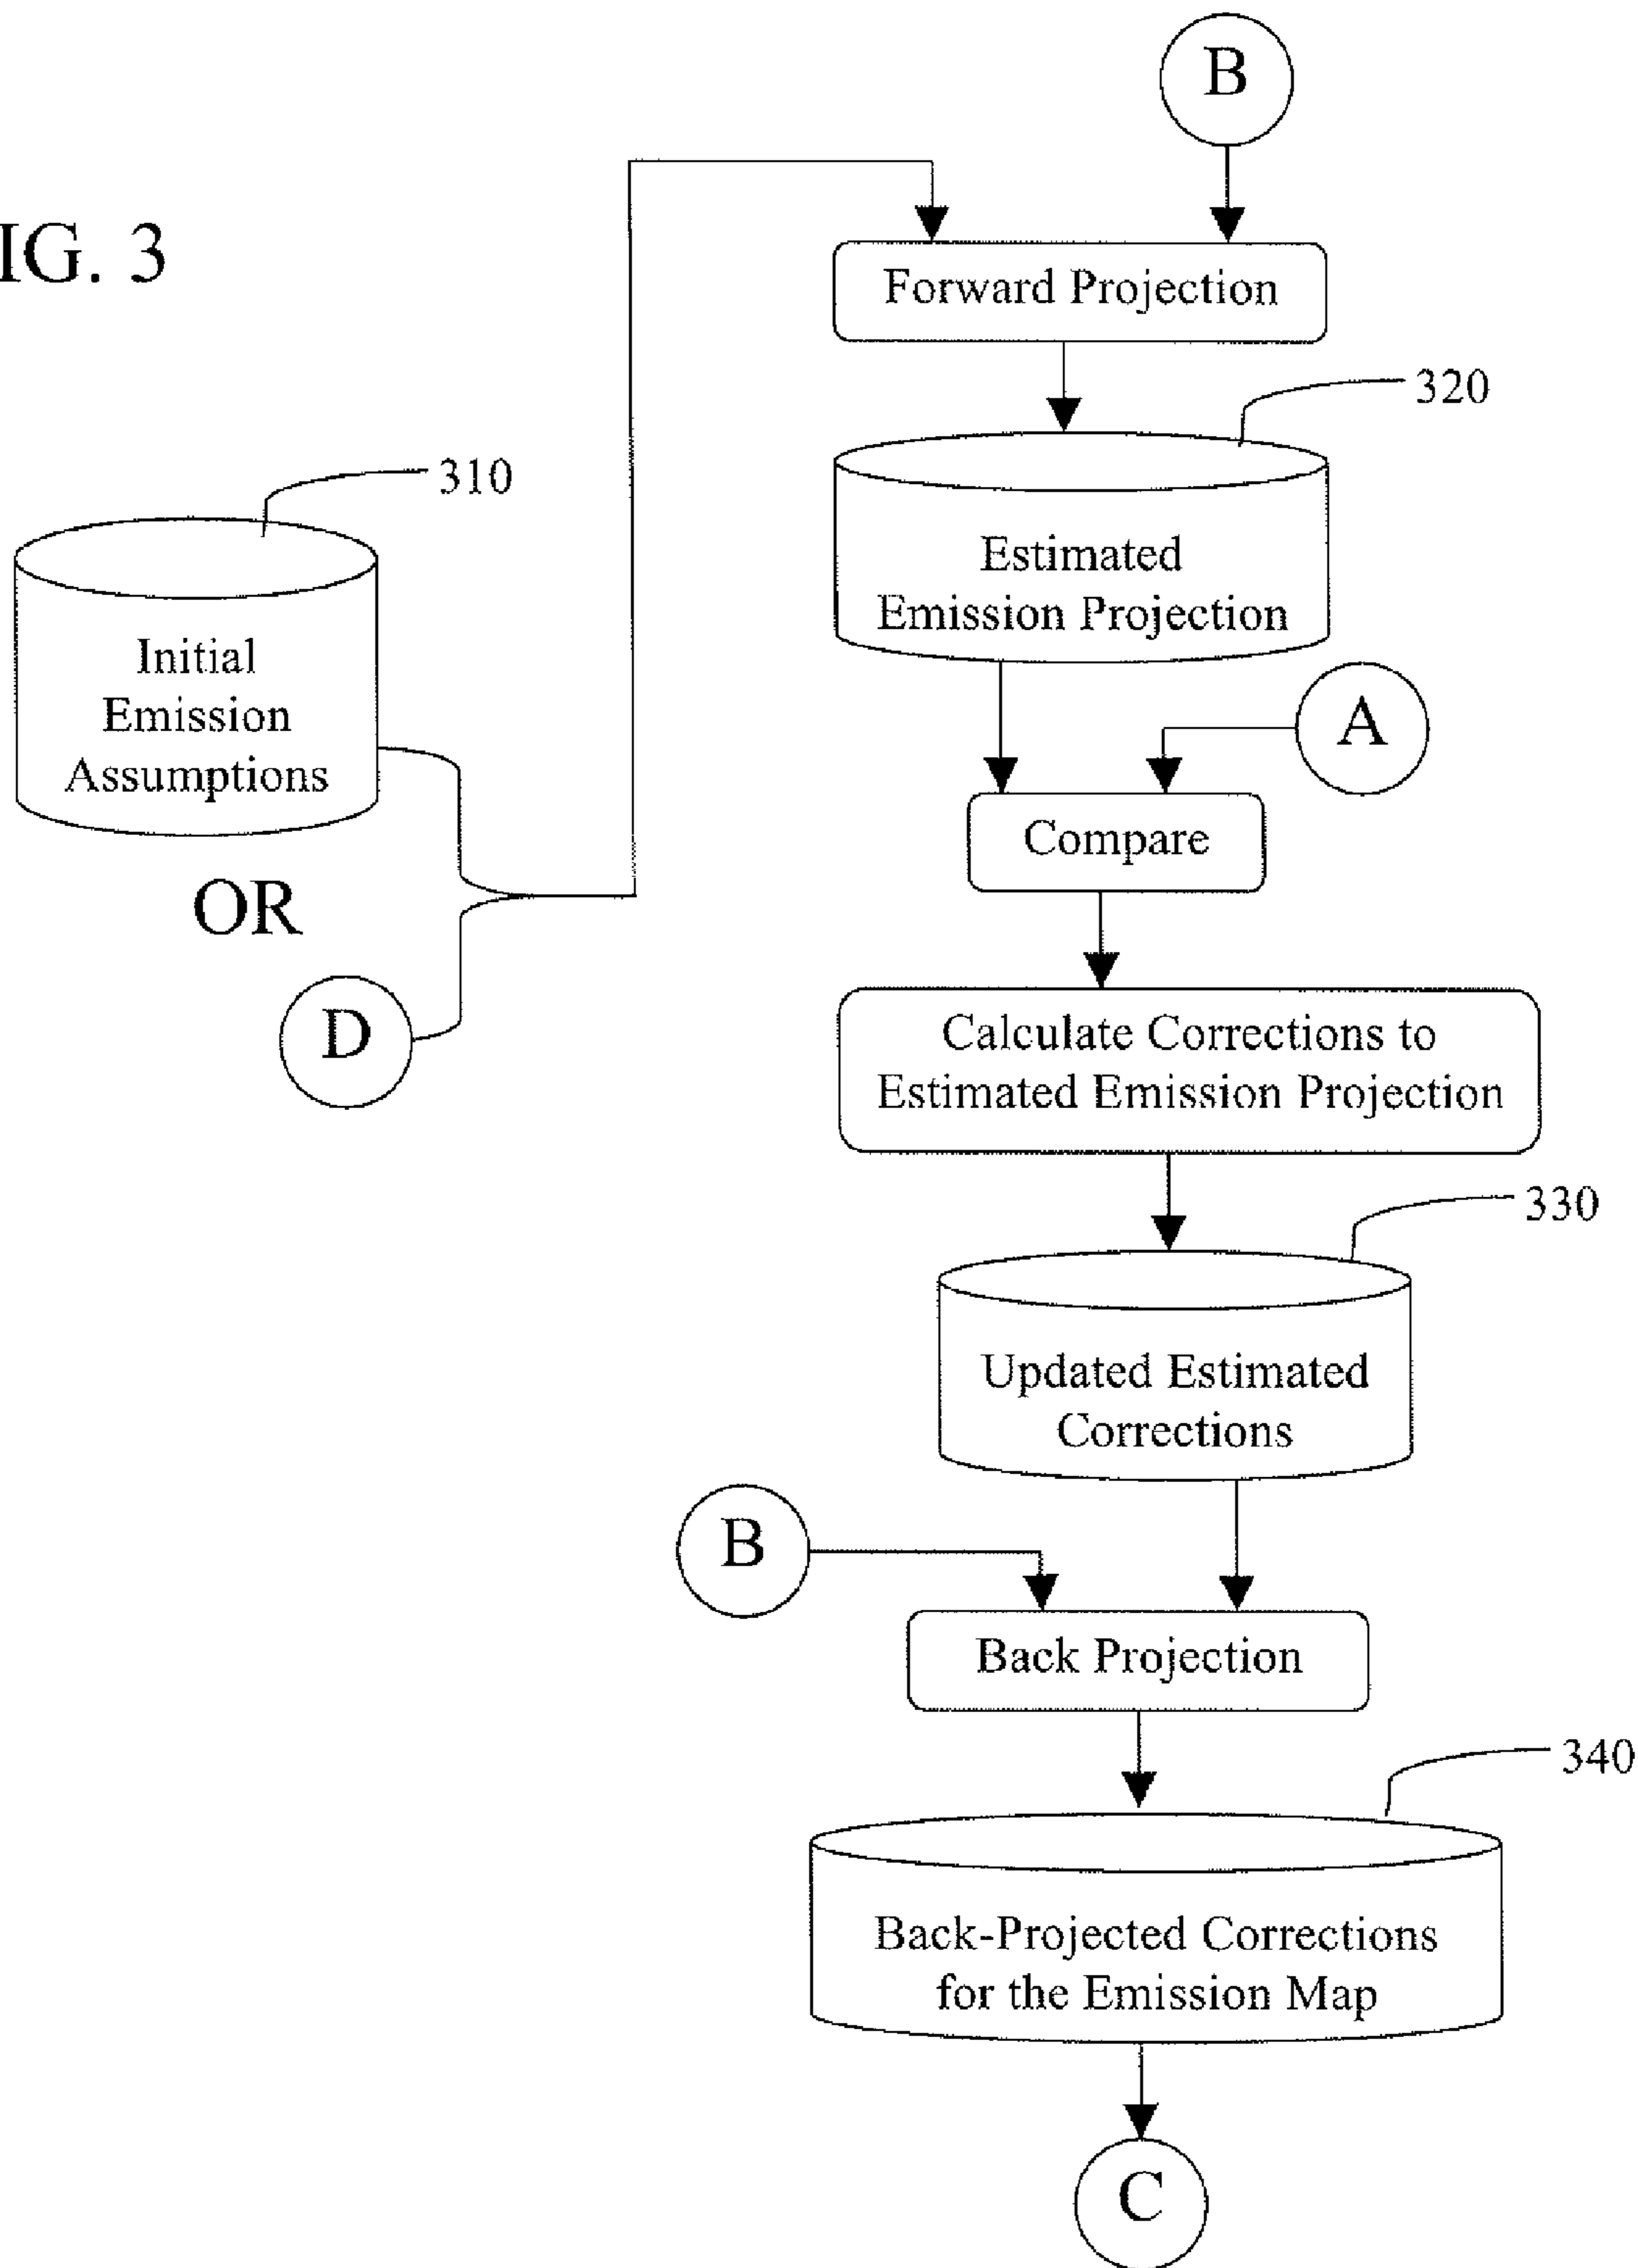 B
IG. 3
Forward Projection
320
310
Estimated
Emission Projection
Initial
Emission
Assumptions
A
Compare
OR
D
Calculate Corrections to
Estimated Emission Projection
330
Updated Estimated
Corrections
B
Back Projection
340
Back-Projected Corrections
for the Emission Map
C